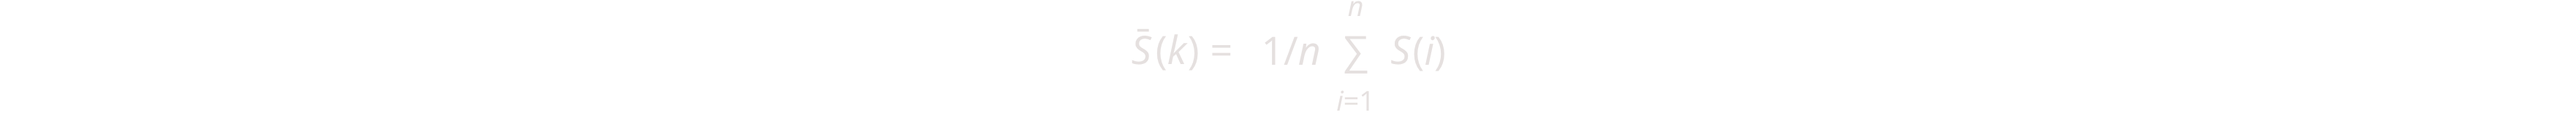 n
S̄(k) = 1/n ∑ S(i)
i=1